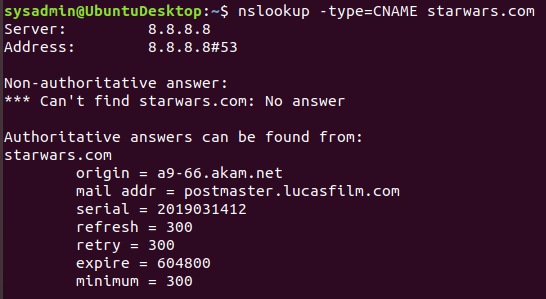 sysadmin@UbuntuDesktop:~$ nslookup -type=CNAME starwars.com
Server:         8.8.8.8
Address:        8.8.8.8#53

Non-authoritative answer:
*** Can't find starwars.com: No answer

Authoritative answers can be found from:
starwars.com
        origin = a9-66.akam.net
        mail addr = postmaster.lucasfilm.com
        serial = 2019031412
        refresh = 300
        retry = 300
        expire = 604800
        minimum = 300